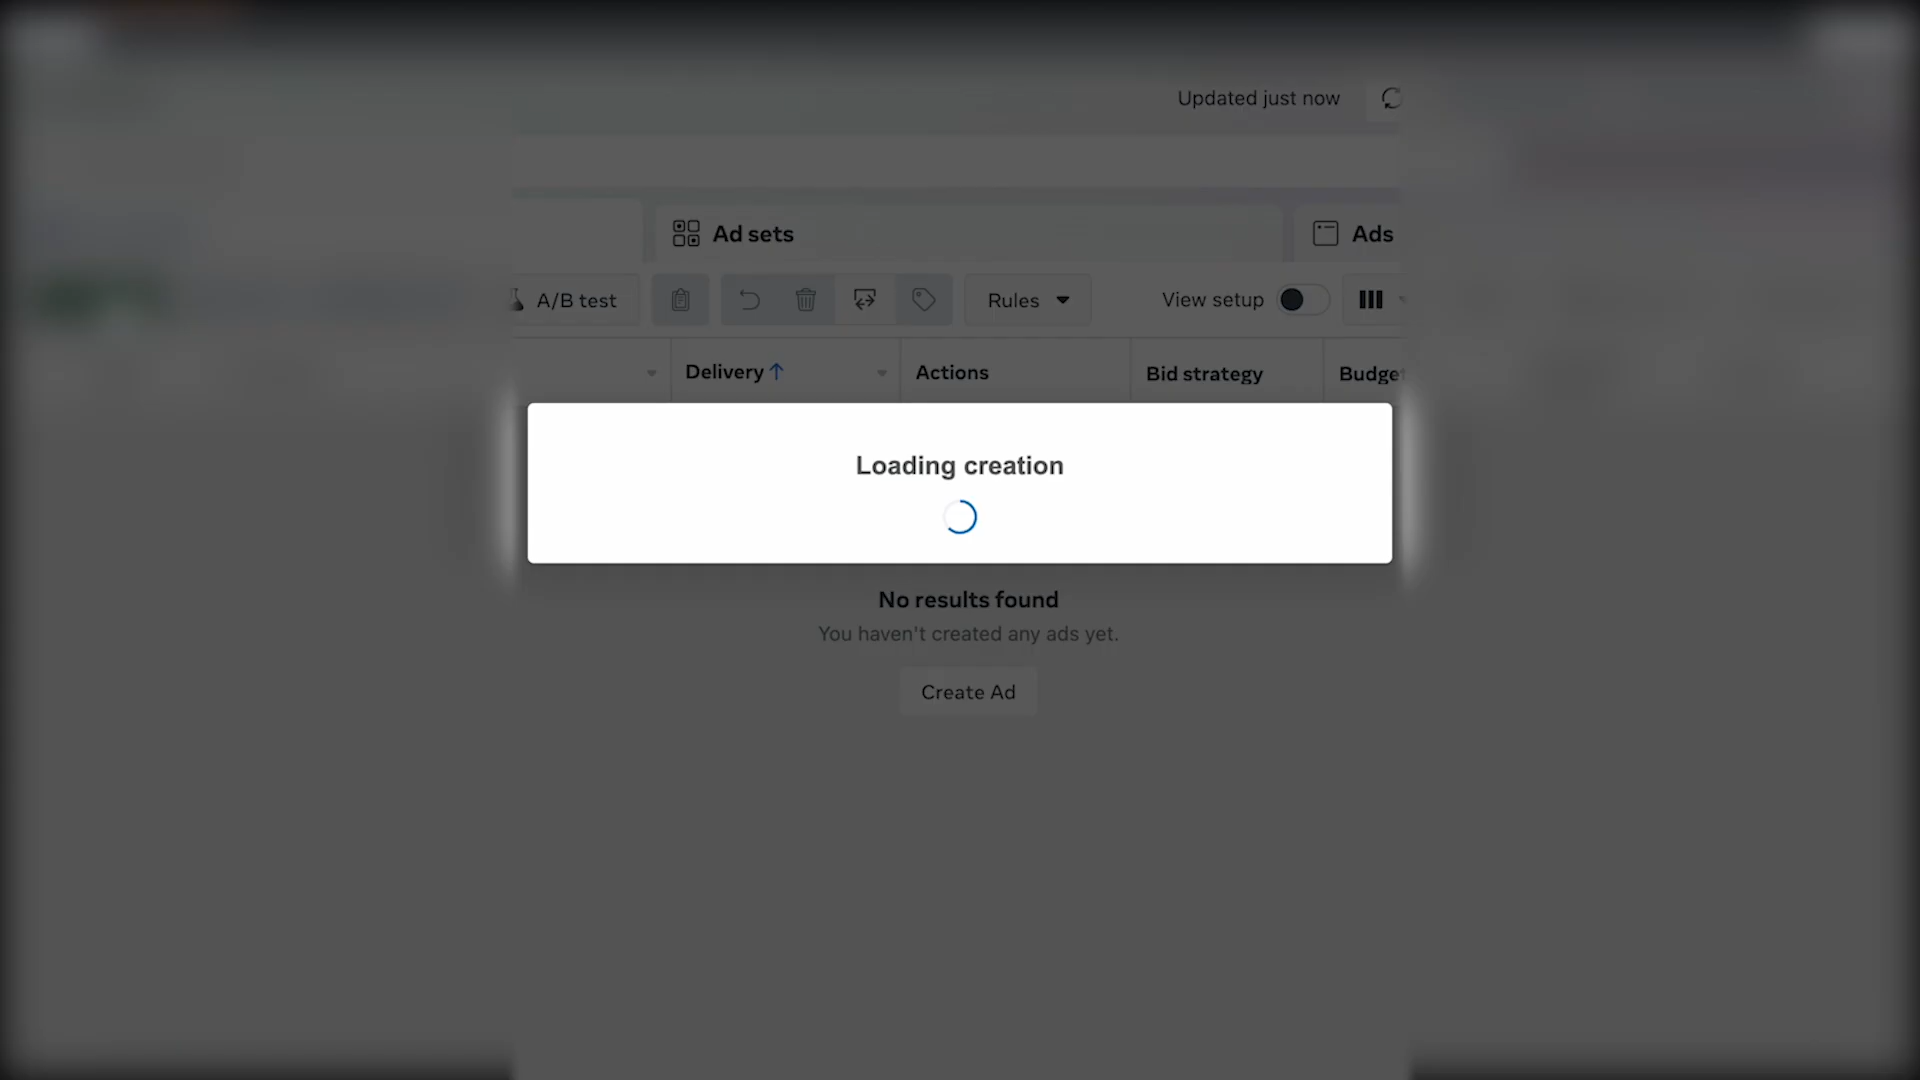 Updated just now
Ad sets
Ads
A/B test
Rules
View setup
Delivery
Actions
Bid strategy
Budget
Loading creation
No results found
You haven't created any ads yet.
Create Ad